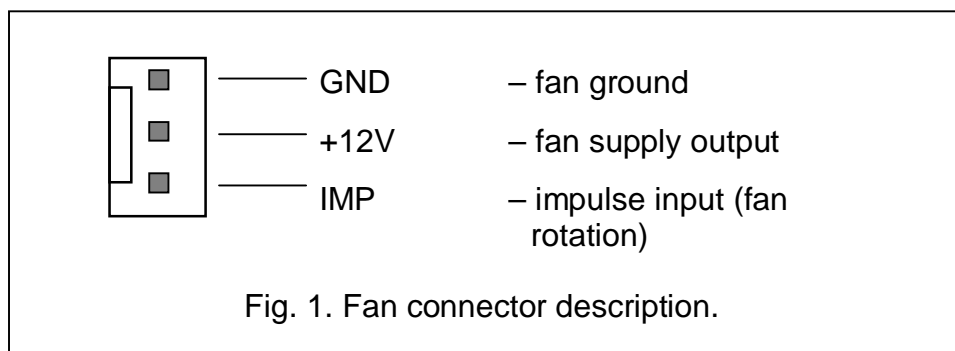 GND – fan ground
+12V – fan supply output
IMP – impulse input (fan
rotation)
Fig. 1. Fan connector description.